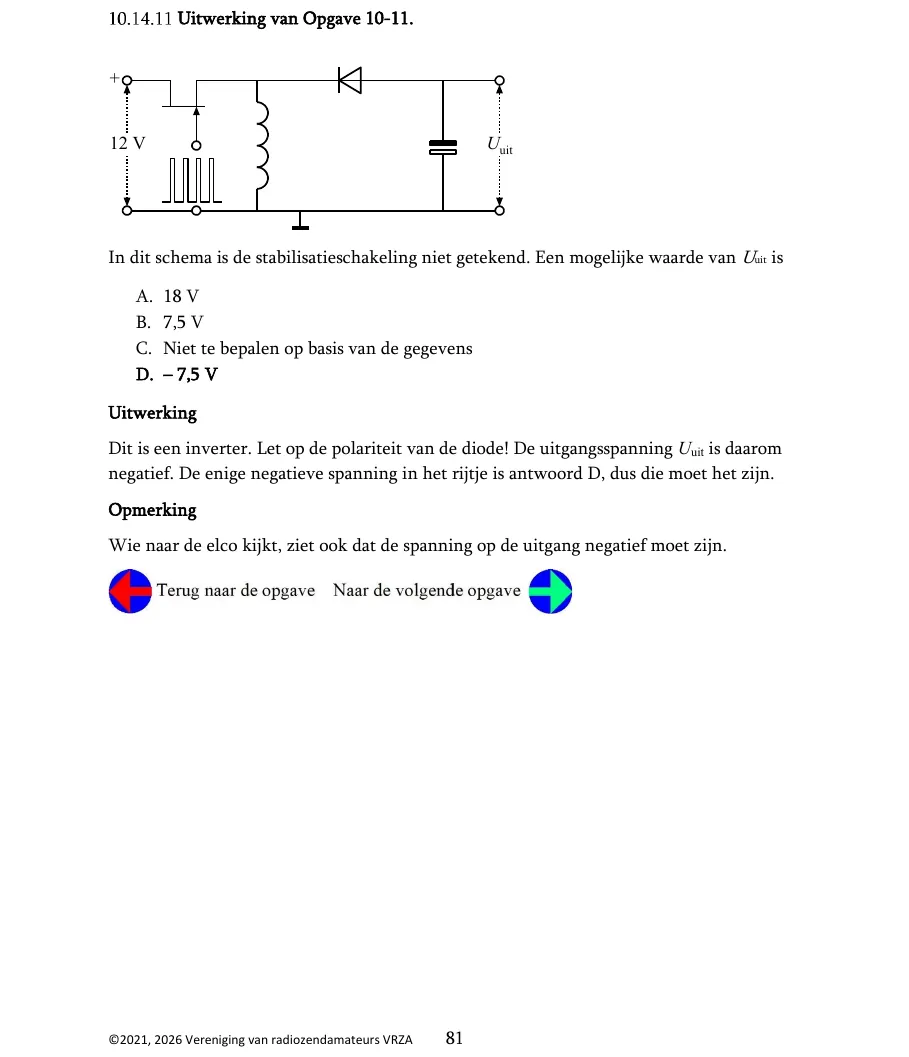 10.14.11 Uitwerking van Opgave 10-11.
+
12 V
Uuit
In dit schema is de stabilisatieschakeling niet getekend. Een mogelijke waarde van Uuit is
A. 18 V
B. 7,5 V
C. Niet te bepalen op basis van de gegevens
D. – 7,5 V
Uitwerking
Dit is een inverter. Let op de polariteit van de diode! De uitgangsspanning Uuit is daarom
negatief. De enige negatieve spanning in het rijtje is antwoord D, dus die moet het zijn.
Opmerking
Wie naar de elco kijkt, ziet ook dat de spanning op de uitgang negatief moet zijn.
Terug naar de opgave Naar de volgende opgave
©2021, 2026 Vereniging van radiozendamateurs VRZA 81